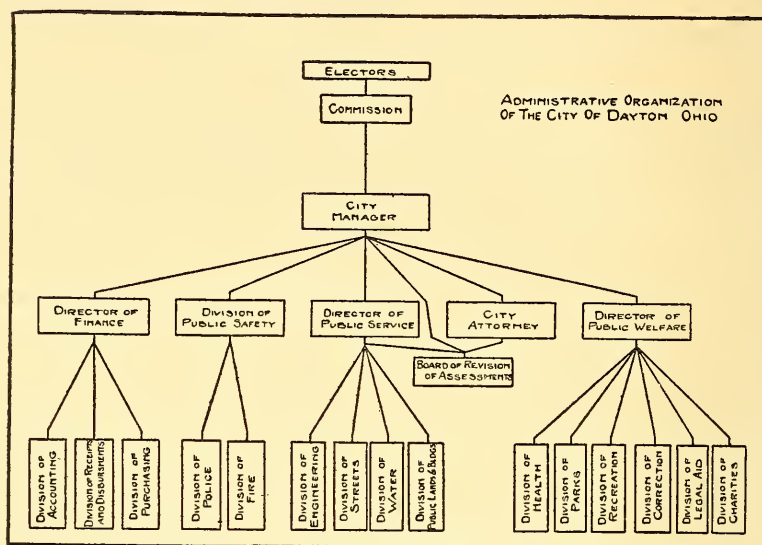 ELECTORS
COMMISSION
ADMINISTRATIVE ORGANIZATION
OF THE CITY OF DAYTON OHIO
CITY
MANAGER
DIRECTOR OF
FINANCE
DIVISION OF
PUBLIC SAFETY
DIRECTOR OF
PUBLIC SERVICE
CITY
ATTORNEY
DIRECTOR OF
PUBLIC WELFARE
BOARD OF REVISION
OF ASSESSMENTS
DIVISION OF
ACCOUNTING
DIVISION OF RECEIPTS
AND DISBURSMENTS
DIVISION OF
PURCHASING
DIVISION OF
POLICE
DIVISION OF
FIRE
DIVISION OF
ENGINEERING
DIVISION OF
STREETS
DIVISION OF
WATER
DIVISION OF
PUBLIC LANDS & BLDGS
DIVISION OF
HEALTH
DIVISION OF
PARKS
DIVISION OF
RECREATION
DIVISION OF
CORRECTION
DIVISION OF
LEGAL AID
DIVISION OF
CHARITIES